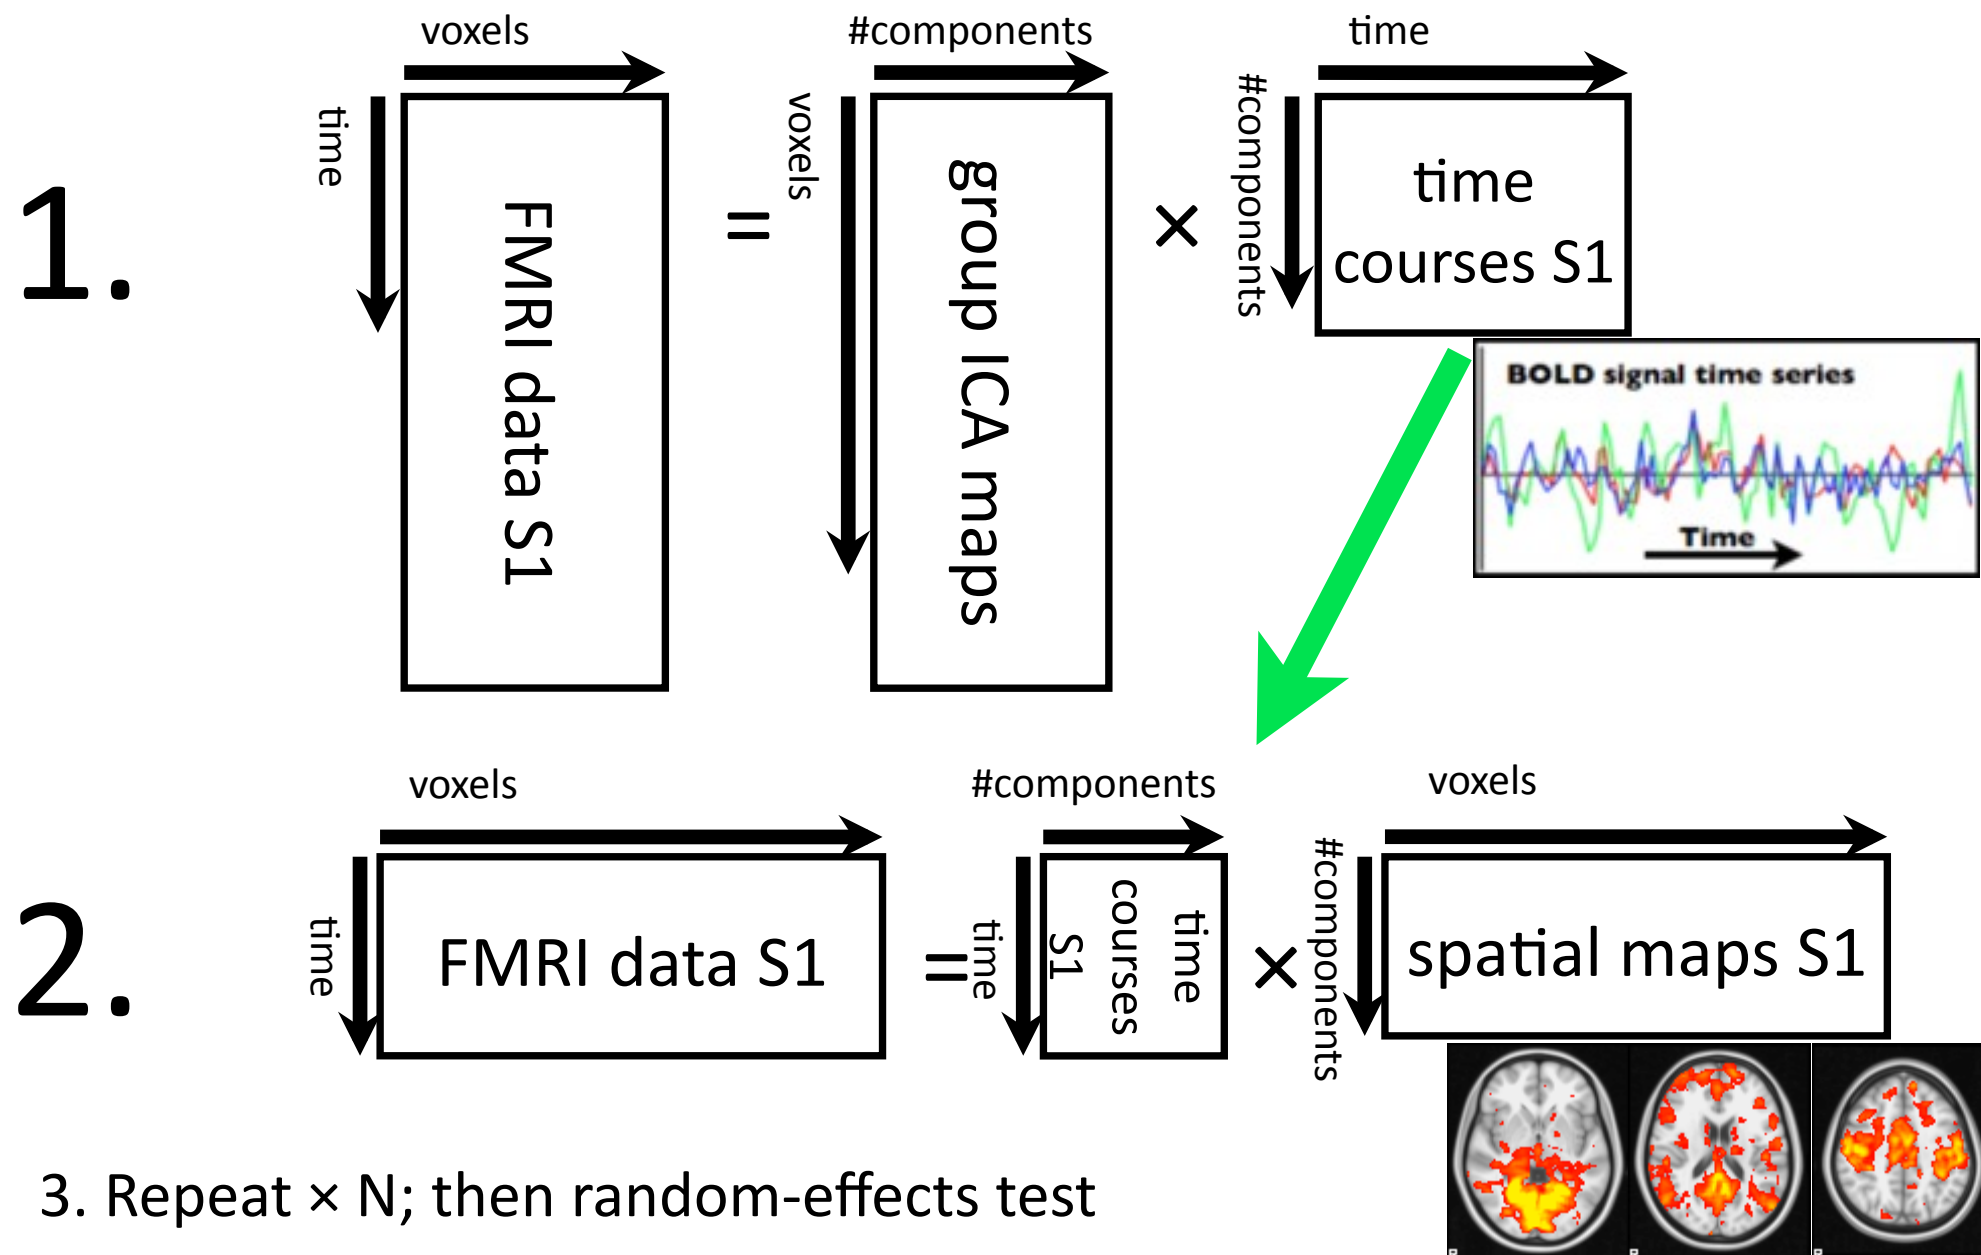 voxels
#components
time
time
voxels
#components
1.
FMRI data S1
=
group ICA maps
×
time
courses S1
BOLD signal time series
Time
voxels
#components
voxels
time
time
#components
2.
FMRI data S1
=
time
courses
S1
×
spatial maps S1
3. Repeat × N; then random-effects test